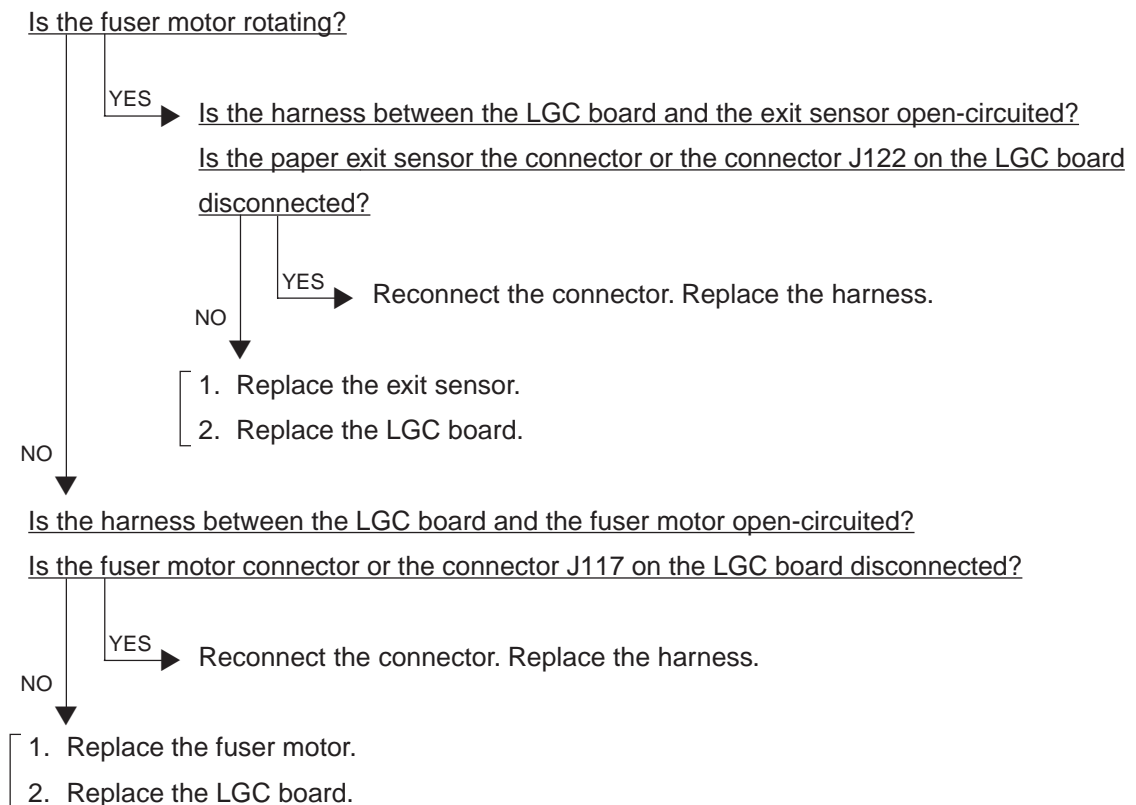 Is the fuser motor rotating?
YES
Is the harness between the LGC board and the exit sensor open-circuited?
Is the paper exit sensor the connector or the connector J122 on the LGC board
disconnected?
YES
Reconnect the connector. Replace the harness.
NO
1. Replace the exit sensor.
2. Replace the LGC board.
NO
Is the harness between the LGC board and the fuser motor open-circuited?
Is the fuser motor connector or the connector J117 on the LGC board disconnected?
YES
Reconnect the connector. Replace the harness.
NO
1. Replace the fuser motor.
2. Replace the LGC board.